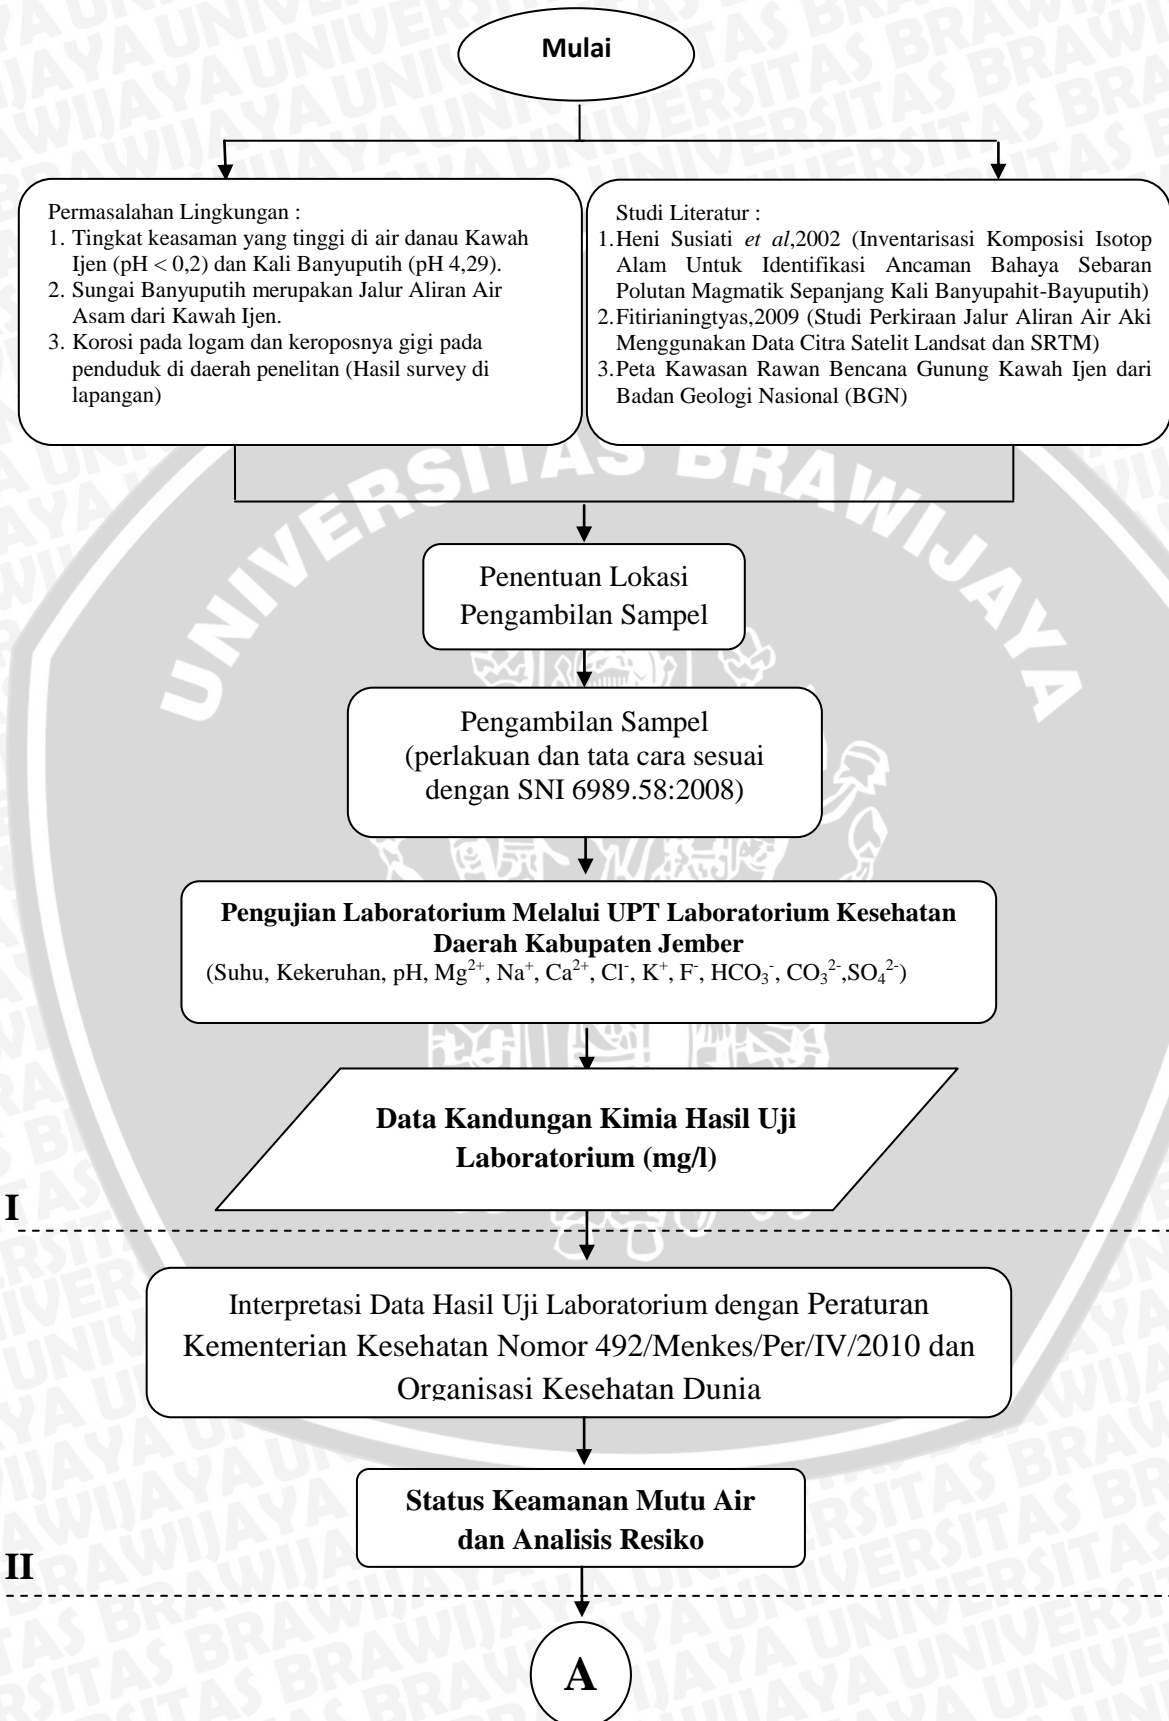 Mulai
Permasalahan Lingkungan :
1. Tingkat keasaman yang tinggi di air danau Kawah
Ijen (pH < 0,2) dan Kali Banyuputih (pH 4,29).
2. Sungai Banyuputih merupakan Jalur Aliran Air
Asam dari Kawah Ijen.
3. Korosi pada logam dan keroposnya gigi pada
penduduk di daerah penelitan (Hasil survey di
lapangan)
Studi Literatur :
1.Heni Susiati et al,2002 (Inventarisasi Komposisi Isotop
Alam Untuk Identifikasi Ancaman Bahaya Sebaran
Polutan Magmatik Sepanjang Kali Banyupahit-Bayuputih)
2.Fitirianingtyas,2009 (Studi Perkiraan Jalur Aliran Air Aki
Menggunakan Data Citra Satelit Landsat dan SRTM)
3.Peta Kawasan Rawan Bencana Gunung Kawah Ijen dari
Badan Geologi Nasional (BGN)
UNIVERSITAS BRAWIJAYA
Penentuan Lokasi
Pengambilan Sampel
Pengambilan Sampel
(perlakuan dan tata cara sesuai
dengan SNI 6989.58:2008)
Pengujian Laboratorium Melalui UPT Laboratorium Kesehatan
Daerah Kabupaten Jember
(Suhu, Kekeruhan, pH, Mg²⁺, Na⁺, Ca²⁺, Cl⁻, K⁺, F⁻, HCO₃⁻, CO₃²⁻,SO₄²⁻)
Data Kandungan Kimia Hasil Uji
Laboratorium (mg/l)
I
Interpretasi Data Hasil Uji Laboratorium dengan Peraturan
Kementerian Kesehatan Nomor 492/Menkes/Per/IV/2010 dan
Organisasi Kesehatan Dunia
Status Keamanan Mutu Air
dan Analisis Resiko
II
A